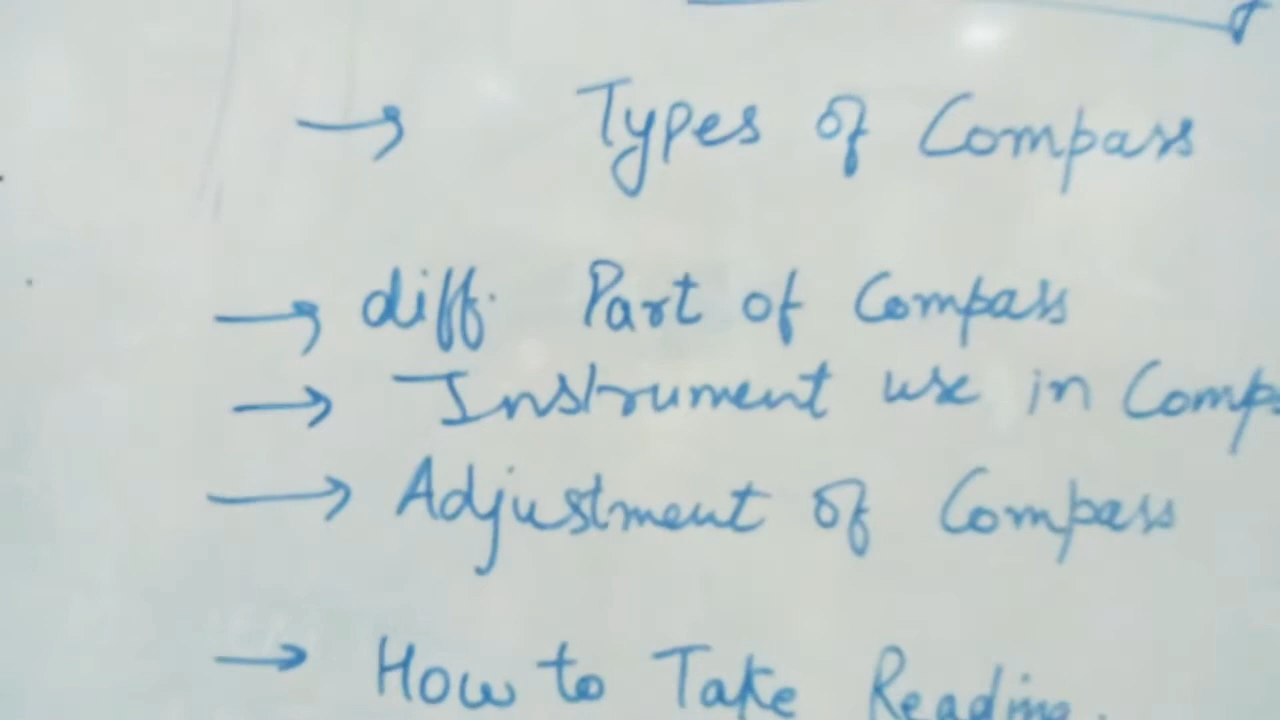 → Types of Compass
→ diff. Part of Compass
→ Instrument use in Comp
→ Adjustment of Compass
→ How to Take Reading.